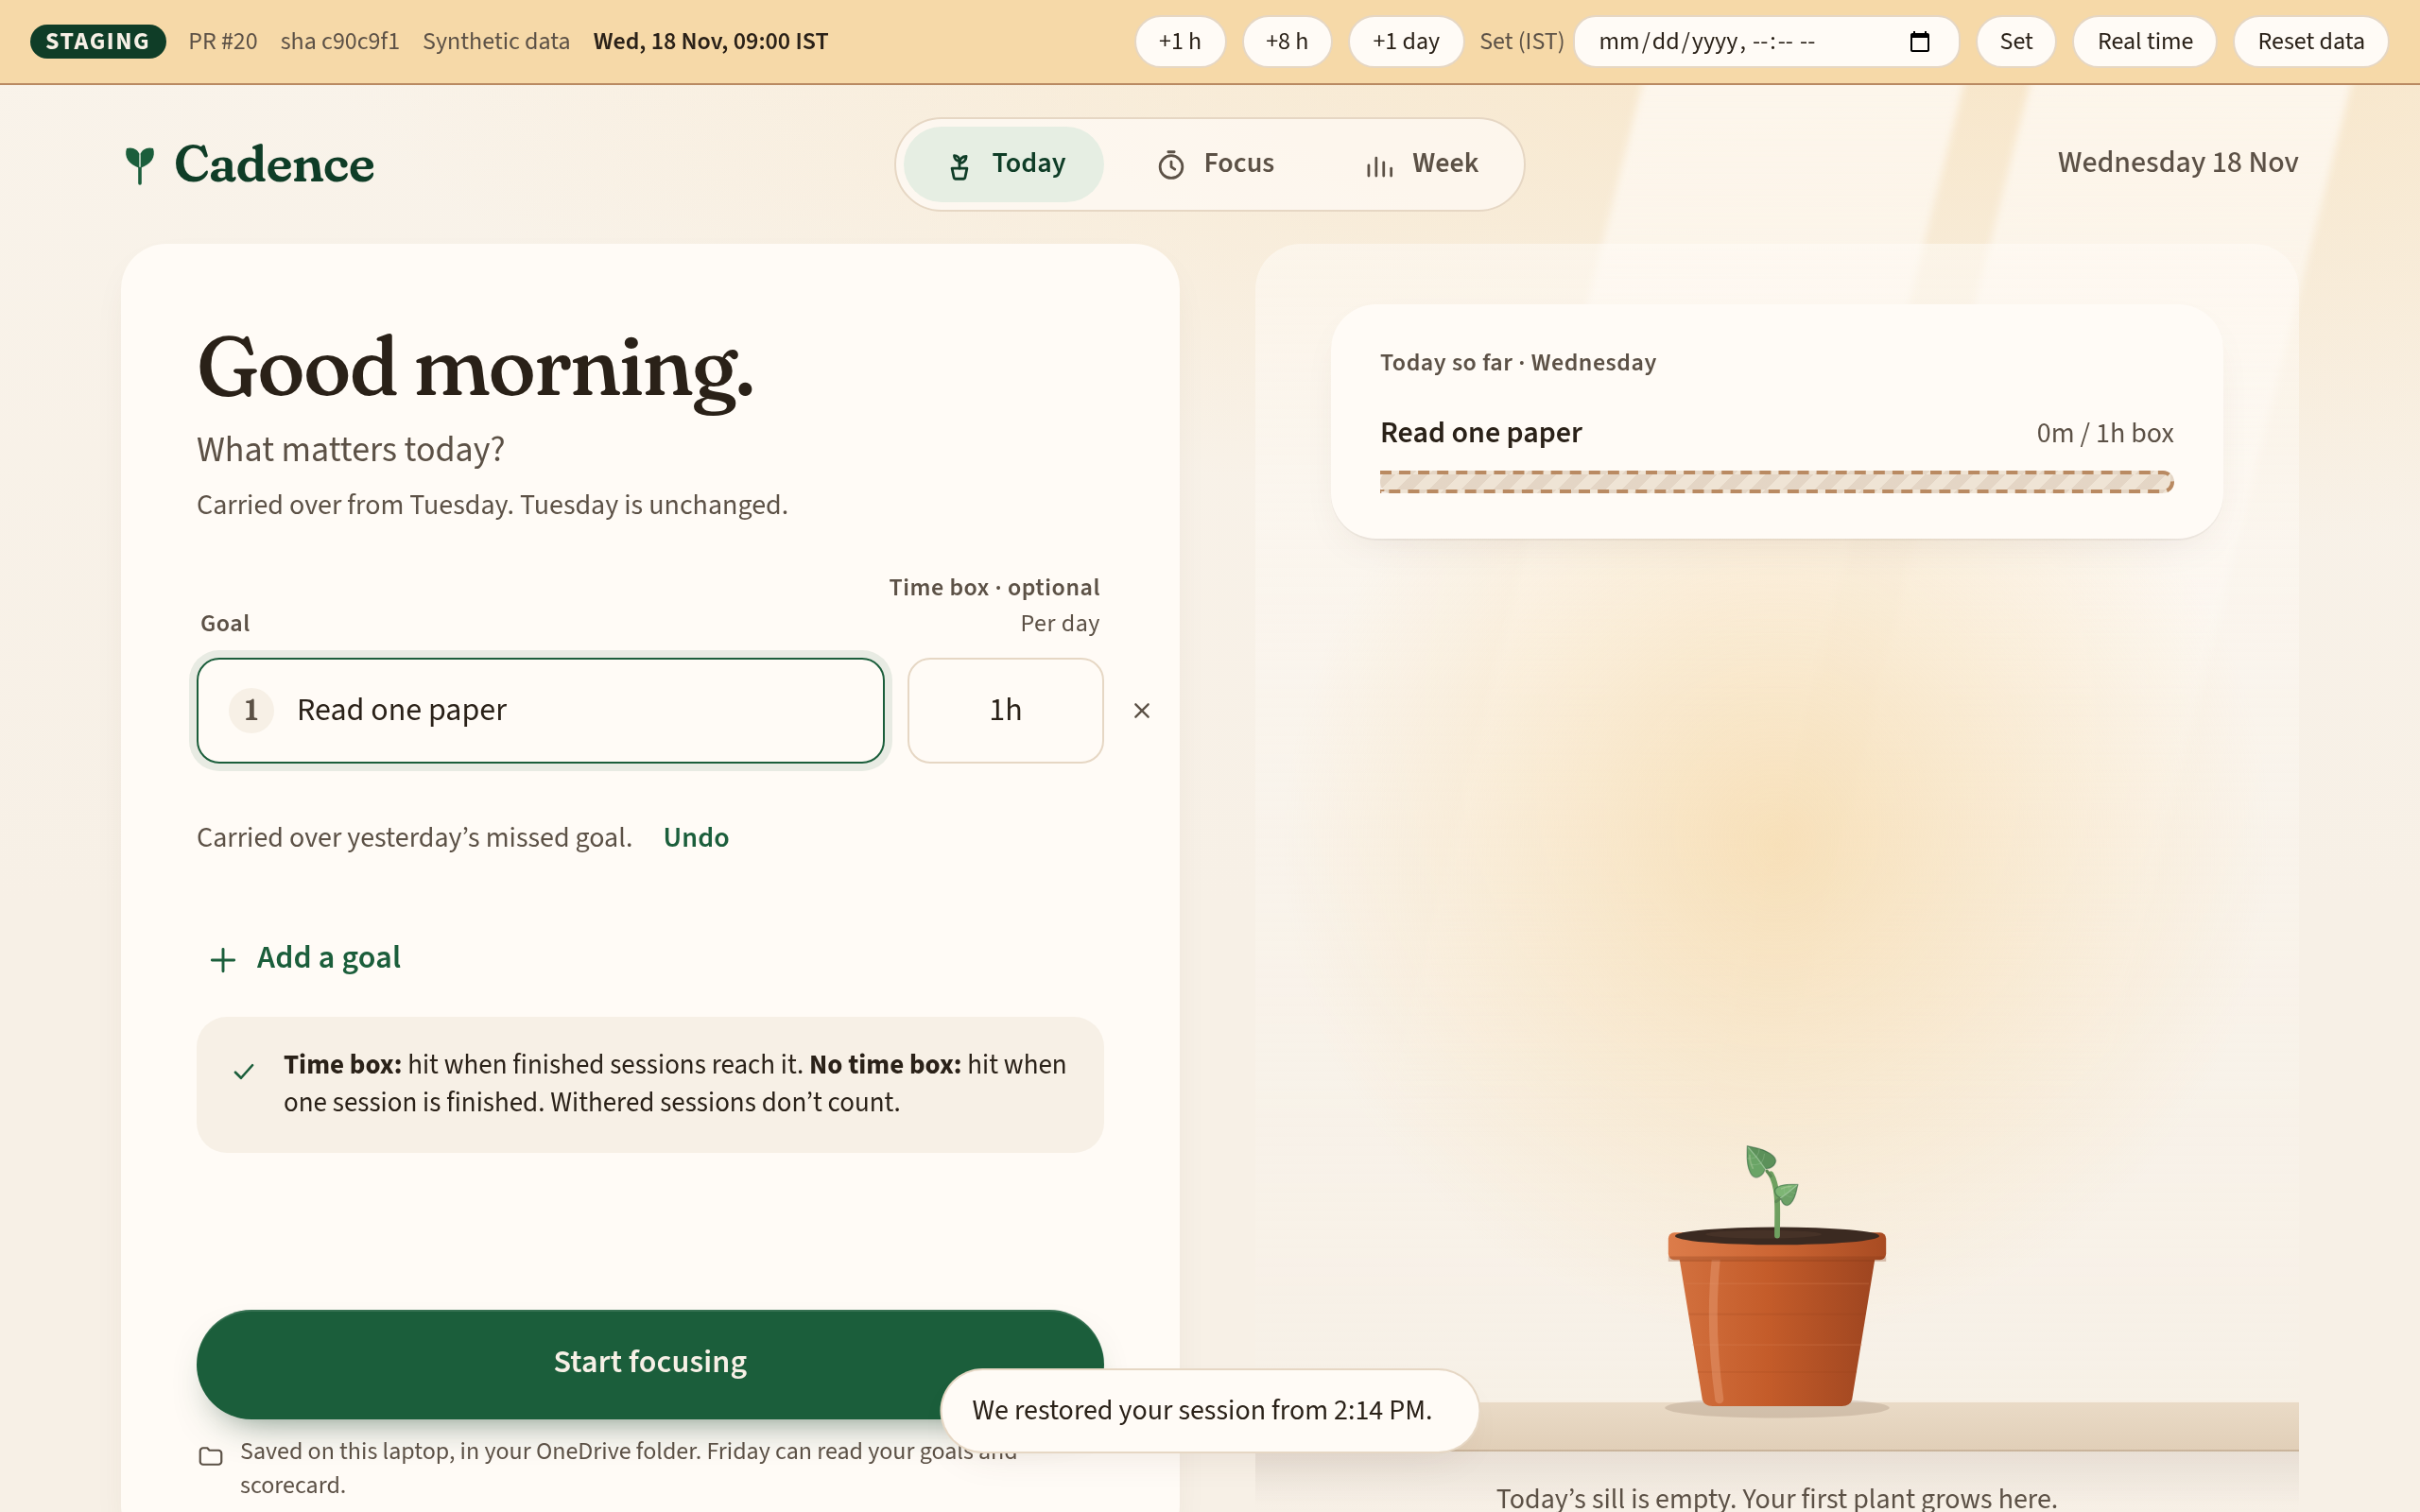 STAGING PR #20 sha c90c9f1 Synthetic data Wed, 18 Nov, 09:00 IST +1 h +8 h +1 day Set (IST) mm/dd/yyyy, --:-- -- Set Real time Reset data
Cadence Today Focus Week Wednesday 18 Nov
Good morning.
What matters today?
Carried over from Tuesday. Tuesday is unchanged.
Time box · optional
Goal Per day
1 Read one paper 1h ×
Carried over yesterday’s missed goal. Undo
+ Add a goal
Time box: hit when finished sessions reach it. No time box: hit when
one session is finished. Withered sessions don’t count.
Start focusing
Saved on this laptop, in your OneDrive folder. Friday can read your goals and
scorecard.
Today so far · Wednesday
Read one paper 0m / 1h box
We restored your session from 2:14 PM.
Today’s sill is empty. Your first plant grows here.